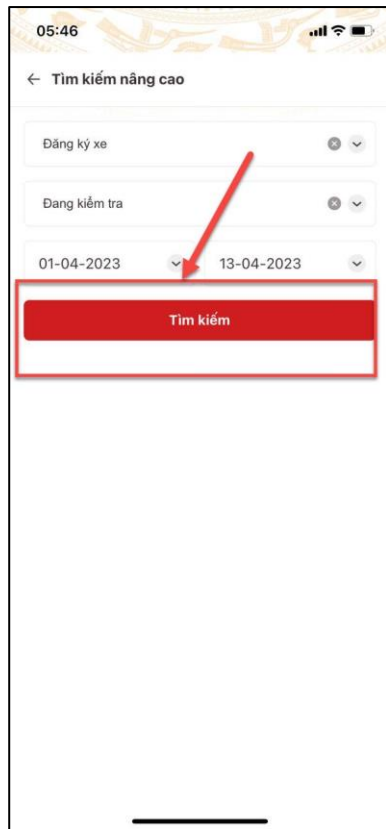 05:46
← Tìm kiếm nâng cao
Đăng ký xe
Đang kiểm tra
01-04-2023 13-04-2023
Tìm kiếm